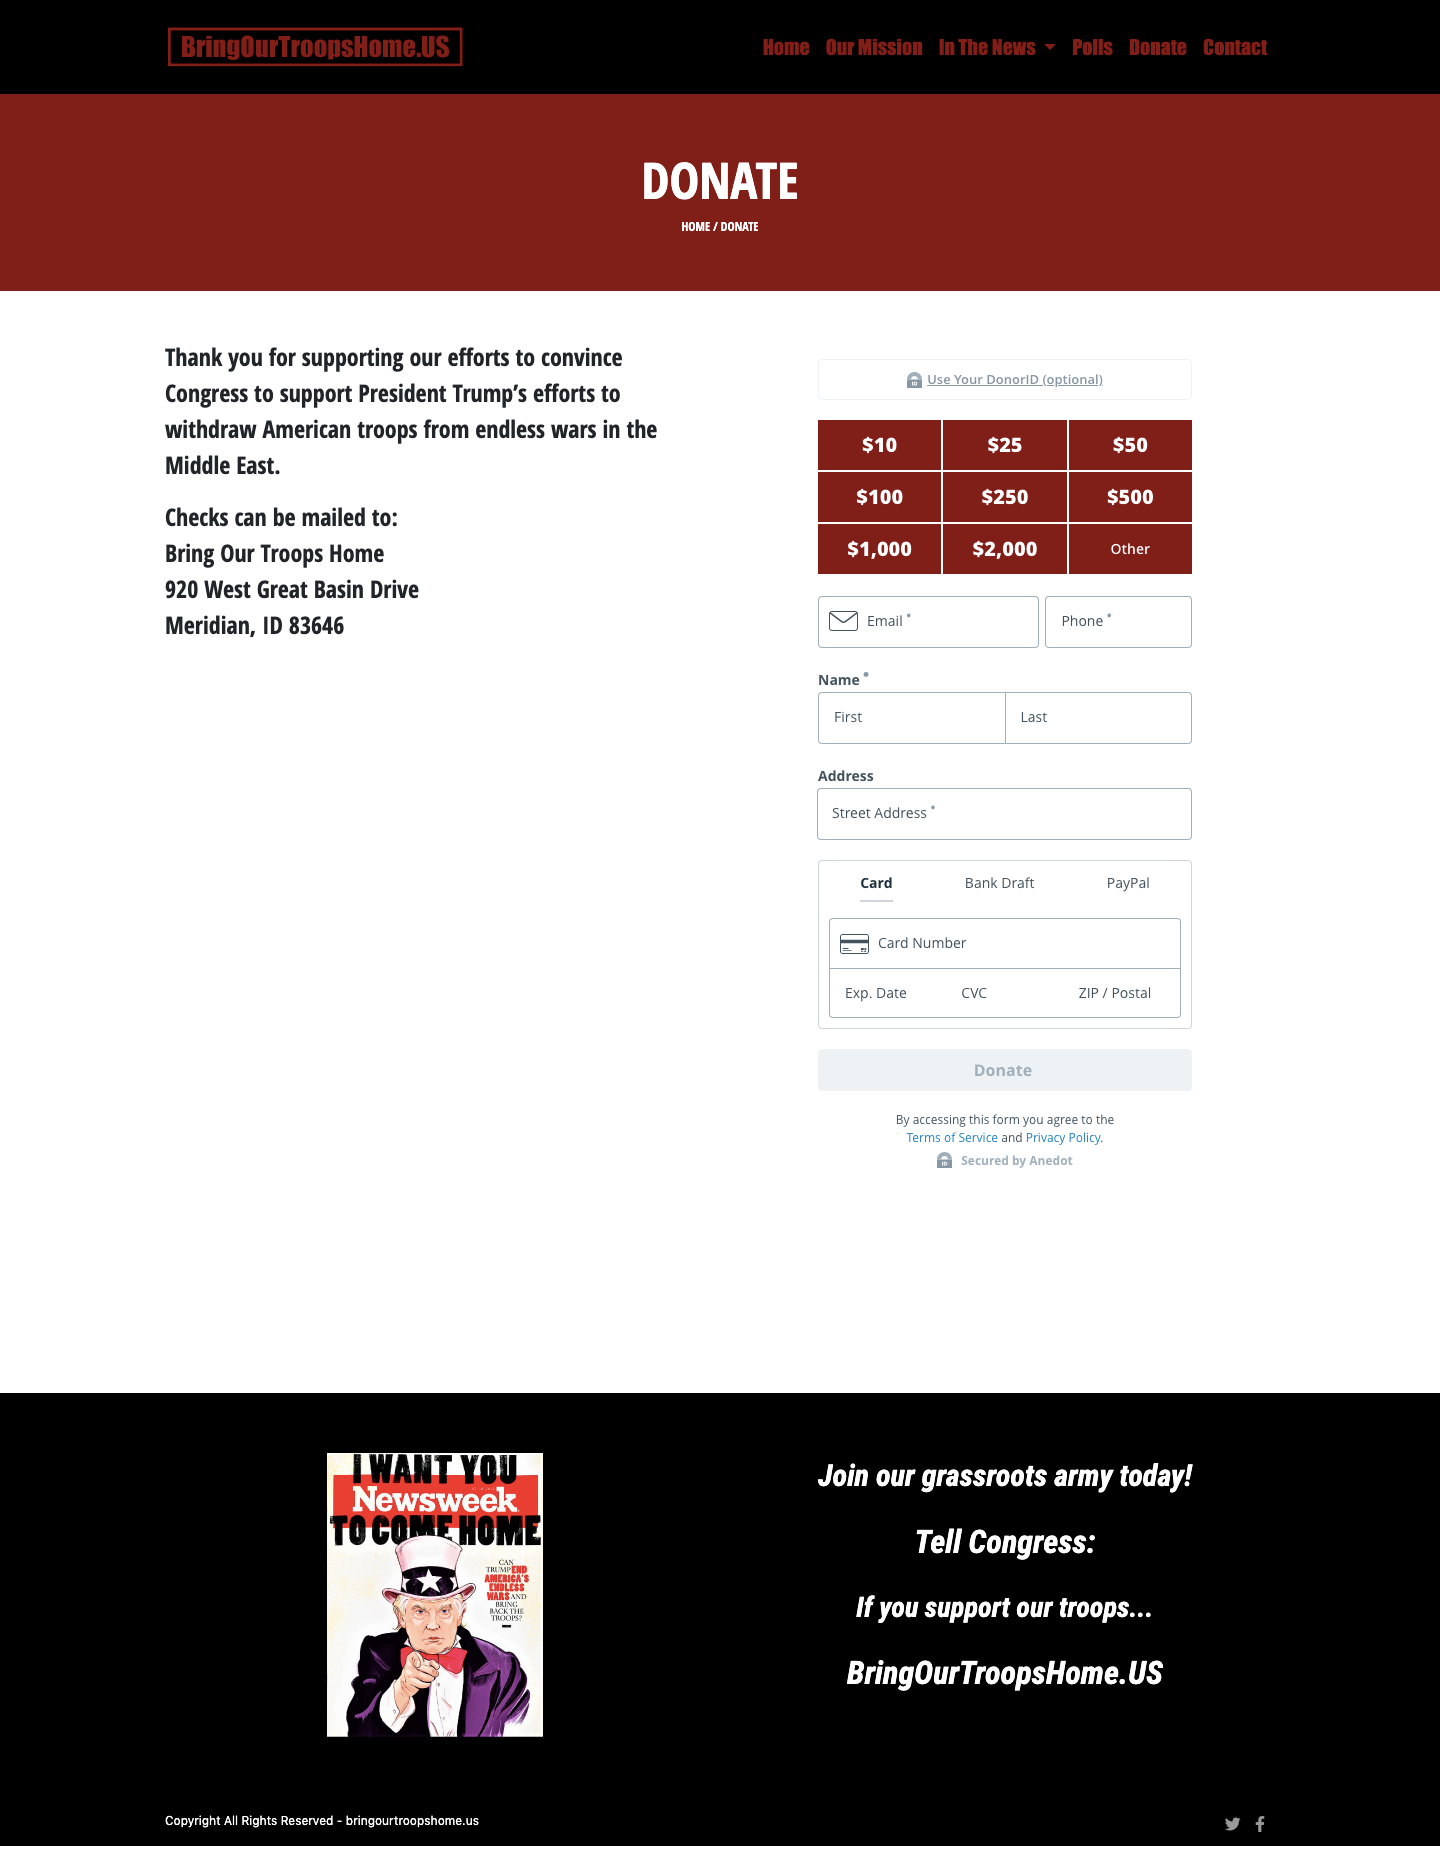 BringOurTroopsHome.US
Home Our Mission In The News Polls Donate Contact
DONATE
HOME / DONATE
Thank you for supporting our efforts to convince
Congress to support President Trump’s efforts to
withdraw American troops from endless wars in the
Middle East.
Checks can be mailed to:
Bring Our Troops Home
920 West Great Basin Drive
Meridian, ID 83646
Use Your DonorID (optional)
$10 $25 $50
$100 $250 $500
$1,000 $2,000 Other
Email * Phone *
Name *
First Last
Address
Street Address *
Card Bank Draft PayPal
Card Number
Exp. Date CVC ZIP / Postal
Donate
By accessing this form you agree to the
Terms of Service and Privacy Policy.
Secured by Anedot
I WANT YOU
Newsweek
TO COME HOME
CAN
TRUMP END
AMERICA'S
ENDLESS
WARS AND
BRING
BACK THE
TROOPS?
Join our grassroots army today!
Tell Congress:
If you support our troops...
BringOurTroopsHome.US
Copyright All Rights Reserved - bringourtroopshome.us